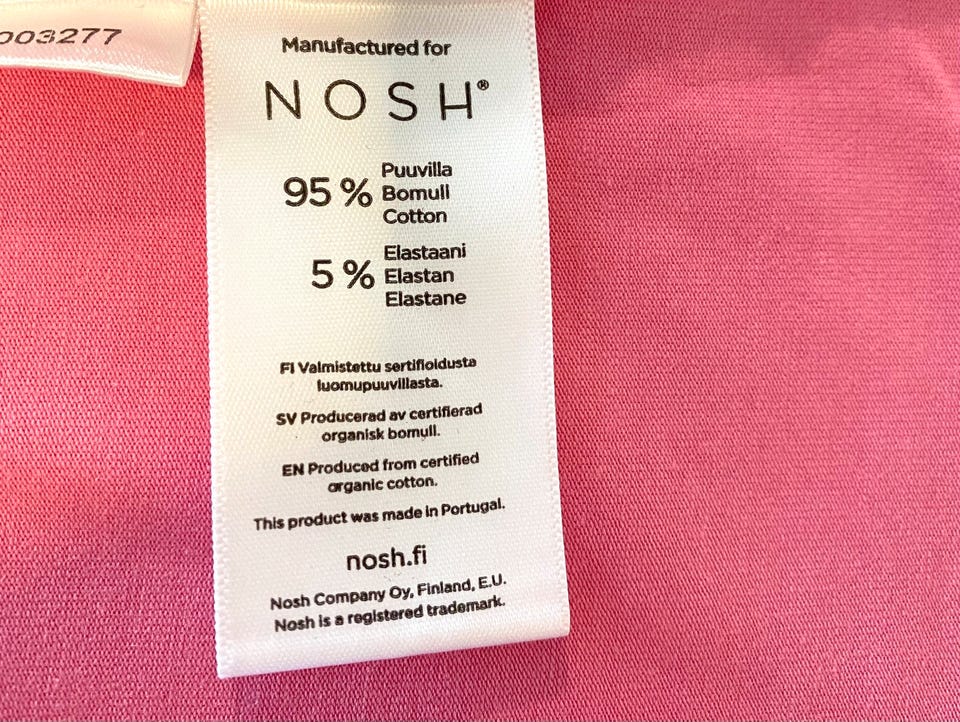 003277
Manufactured for
NOSH®
95 % Puuvilla
Bomull
Cotton
5 % Elastaani
Elastan
Elastane
FI Valmistettu sertifioidusta
luomupuuvillasta.
SV Producerad av certifierad
organisk bomull.
EN Produced from certified
organic cotton.
This product was made in Portugal.
nosh.fi
Nosh Company Oy, Finland, E.U.
Nosh is a registered trademark.